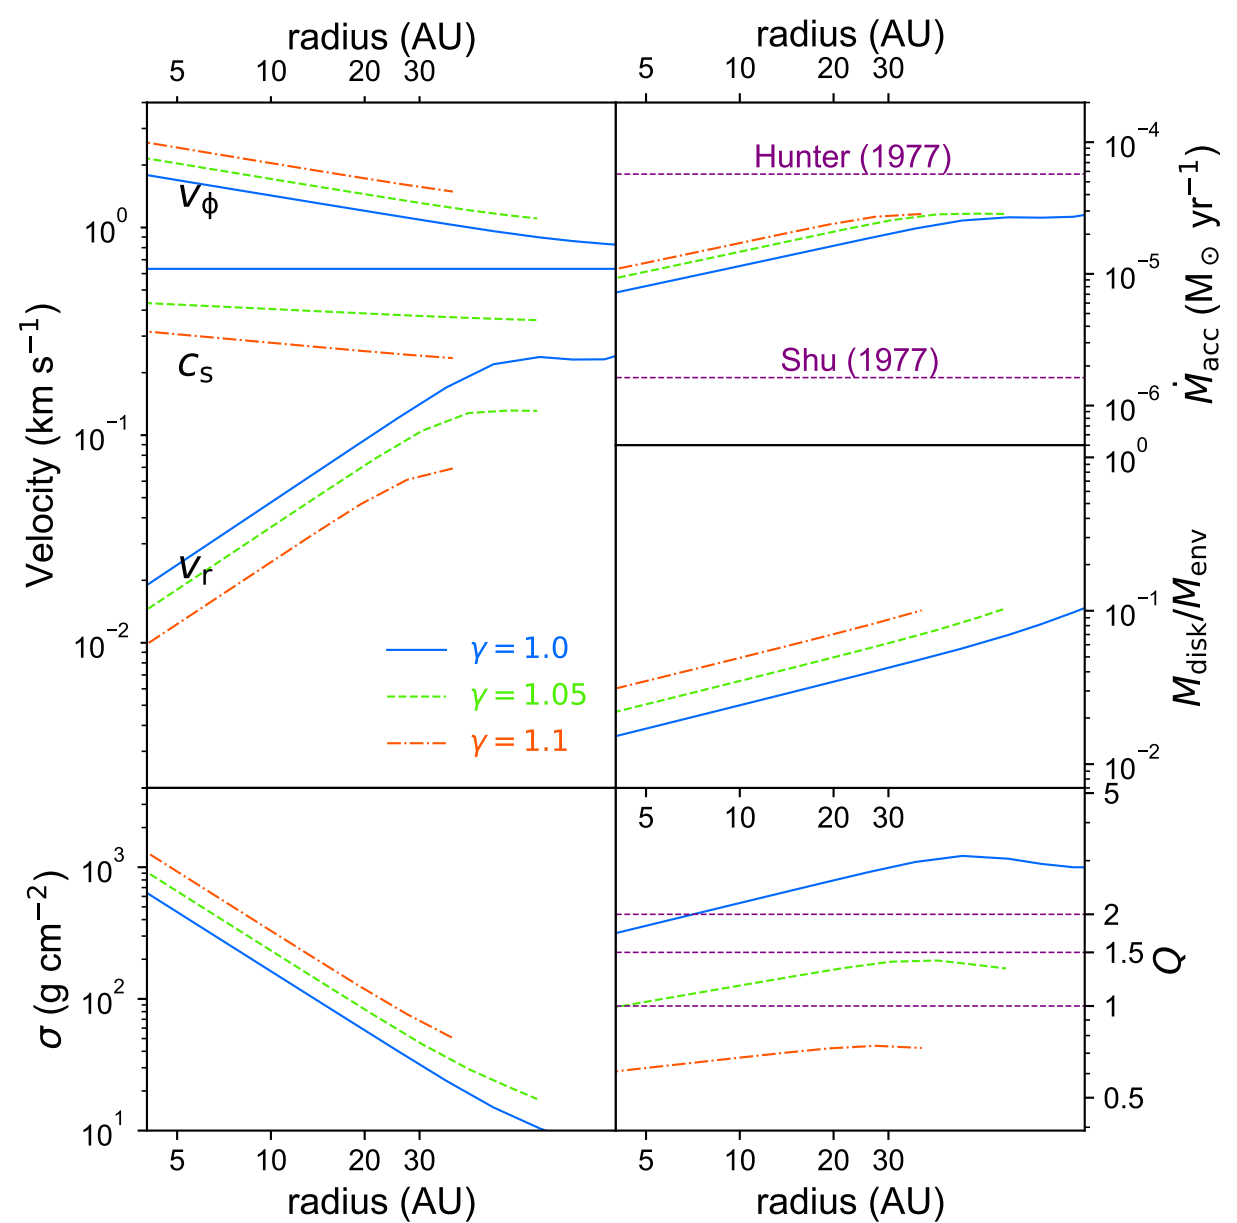 radius (AU)
radius (AU)
5 10 20 30
5 10 20 30
Velocity (km s⁻¹)
10⁰
10⁻¹
10⁻²
v_ϕ
c_s
v_r
γ = 1.0
γ = 1.05
γ = 1.1
Hunter (1977)
Shu (1977)
10⁻⁴
10⁻⁵
10⁻⁶
Ṁ_acc (M_⊙ yr⁻¹)
10⁰
10⁻¹
10⁻²
M_disk/M_env
σ (g cm⁻²)
10³
10²
10¹
5 10 20 30
5
2
1.5
1
0.5
Q
5 10 20 30
5 10 20 30
radius (AU)
radius (AU)